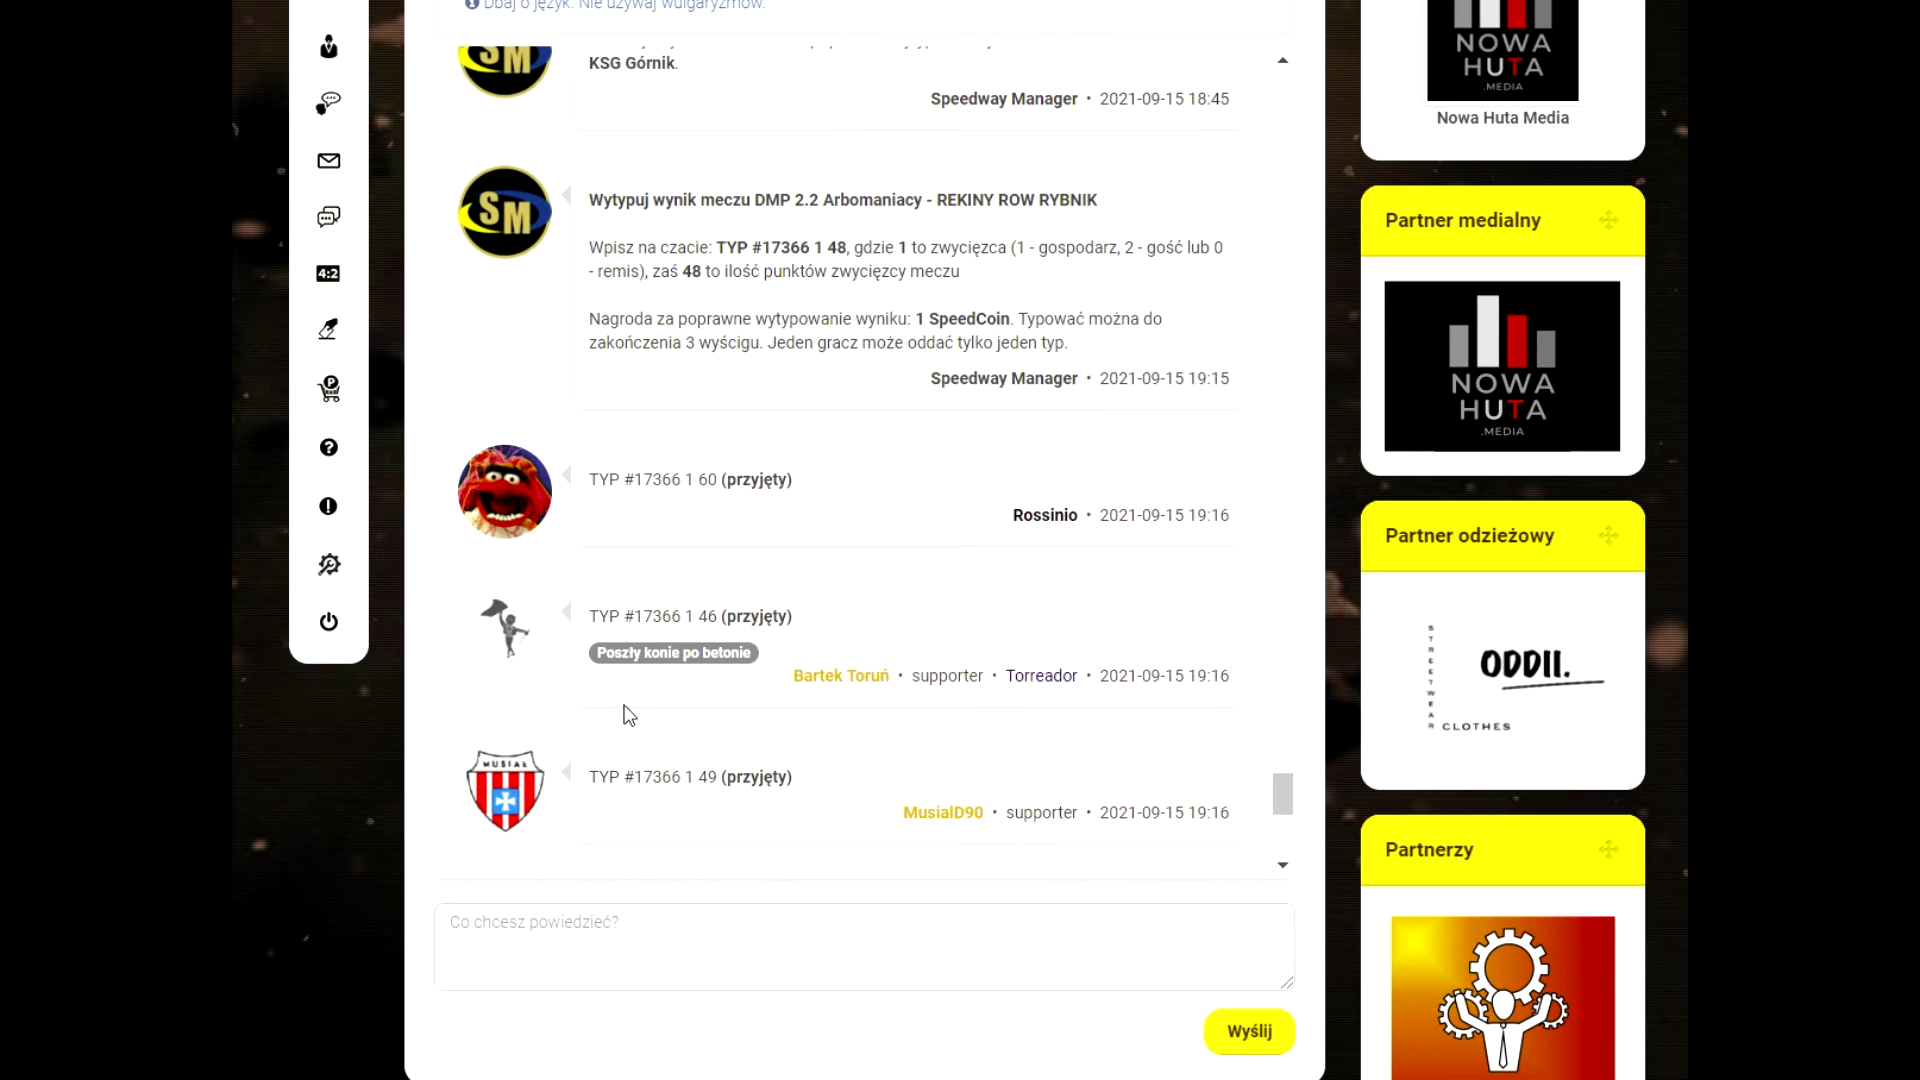 Dbaj o język. Nie używaj wulgaryzmów.
KSG Górnik.
Speedway Manager • 2021-09-15 18:45
SM
Wytypuj wynik meczu DMP 2.2 Arbomaniacy - REKINY ROW RYBNIK
Wpisz na czacie: TYP #17366 1 48, gdzie 1 to zwycięzca (1 - gospodarz, 2 - gość lub 0
- remis), zaś 48 to ilość punktów zwycięzcy meczu
Nagroda za poprawne wytypowanie wyniku: 1 SpeedCoin. Typować można do
zakończenia 3 wyścigu. Jeden gracz może oddać tylko jeden typ.
Speedway Manager • 2021-09-15 19:15
SM
TYP #17366 1 60 (przyjęty)
Rossinio • 2021-09-15 19:16
TYP #17366 1 46 (przyjęty)
Poszły konie po betonie
Bartek Toruń • supporter • Torreador • 2021-09-15 19:16
MUSIAŁ
TYP #17366 1 49 (przyjęty)
MusialD90 • supporter • 2021-09-15 19:16
Co chcesz powiedzieć?
Wyślij
4:2
P
NOWA
HUTA
.MEDIA
Nowa Huta Media
Partner medialny
NOWA
HUTA
.MEDIA
Partner odzieżowy
STREETWEAR
ODDII.
CLOTHES
Partnerzy